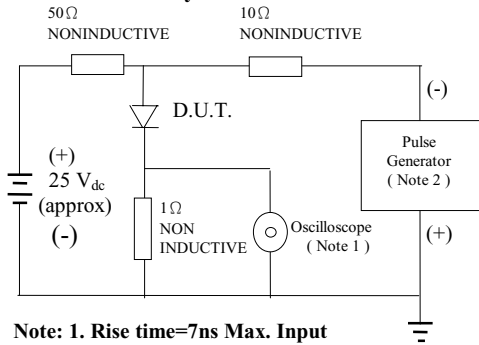 50Ω
NONINDUCTIVE
10Ω
NONINDUCTIVE
(-)
D.U.T.
Pulse
Generator
( Note 2 )
(+)
25 Vdc
(approx)
(-)
1Ω
NON
INDUCTIVE
Oscilloscope
( Note 1 )
(+)
Note: 1. Rise time=7ns Max. Input